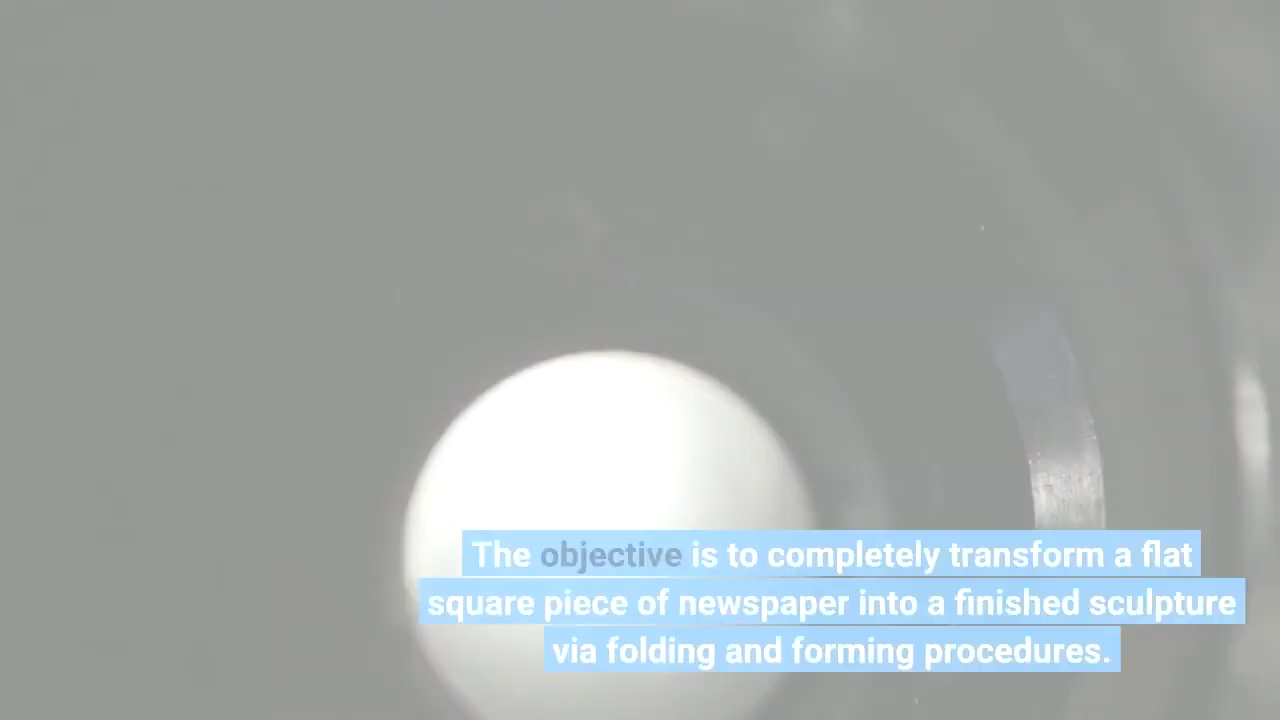 The objective is to completely transform a flat
square piece of newspaper into a finished sculpture
via folding and forming procedures.